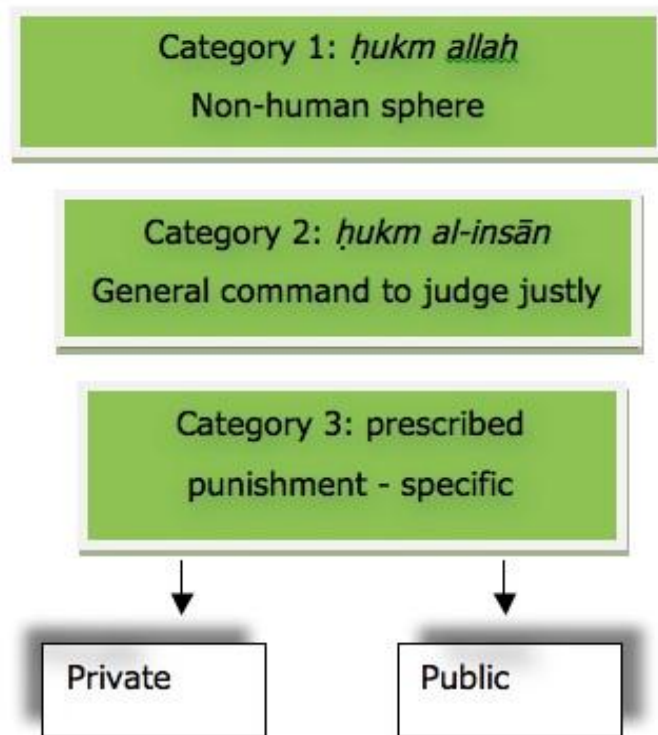 Category 1: ḥukm allah
Non-human sphere
Category 2: ḥukm al-insān
General command to judge justly
Category 3: prescribed
punishment - specific
Private
Public